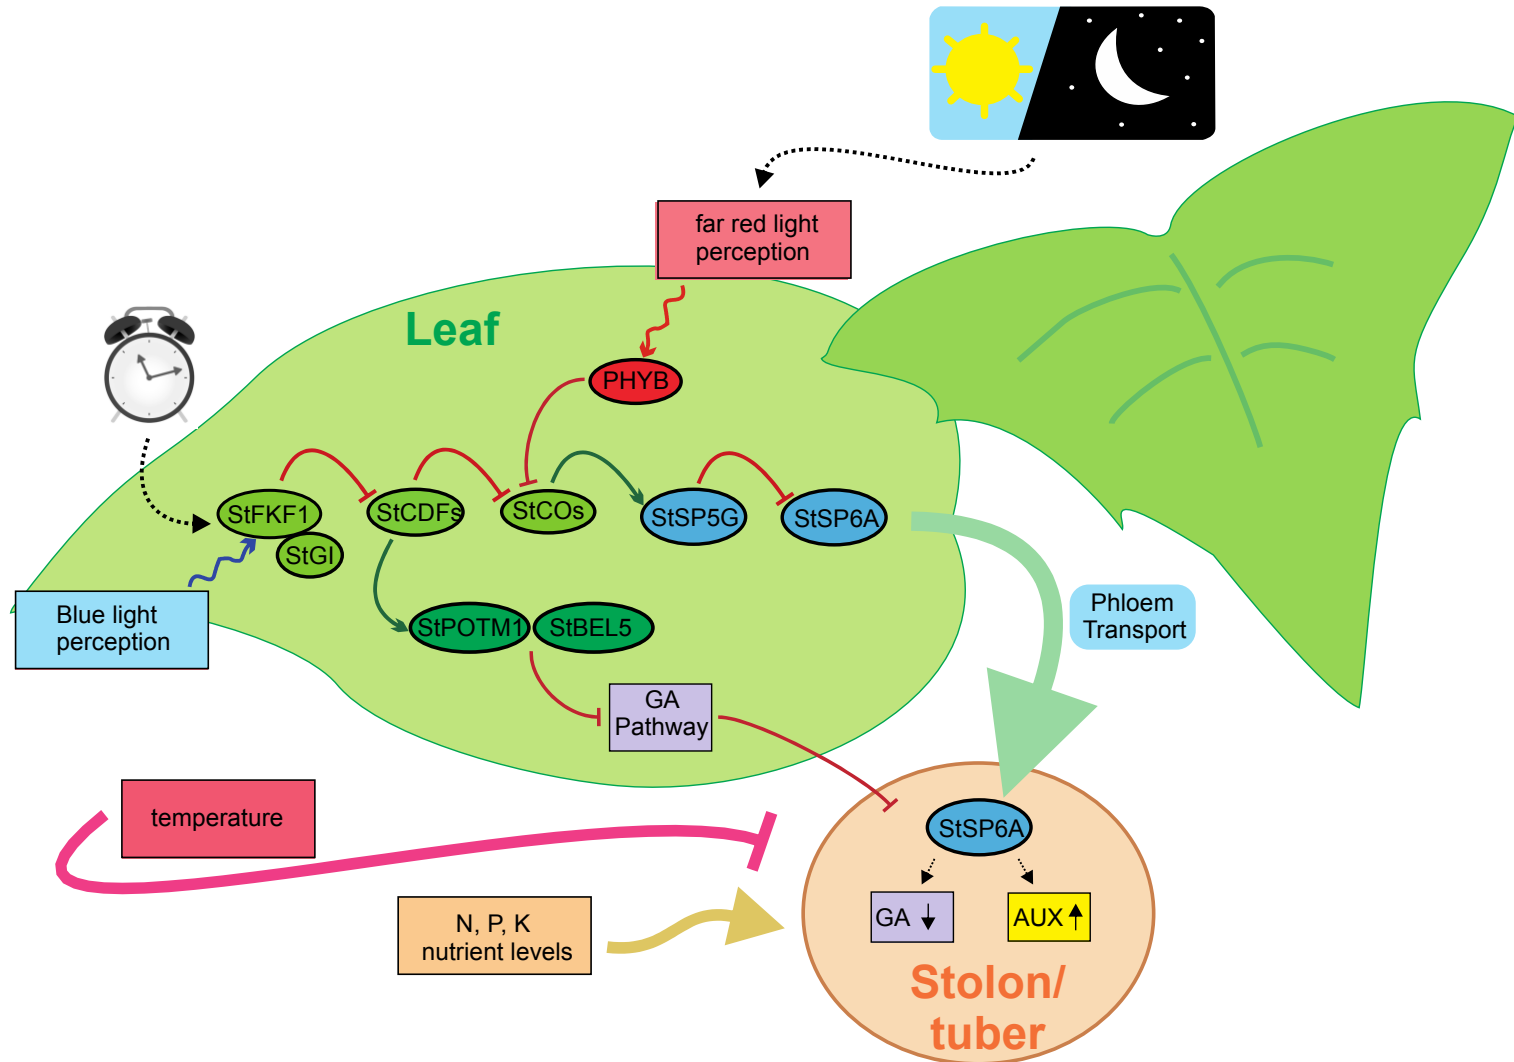 far red light
perception
Leaf
PHYB
StFKF1
StCDFs
StCOs
StSP5G
StSP6A
StGI
Blue light
perception
Phloem
Transport
StPOTM1
StBEL5
GA
Pathway
temperature
StSP6A
N, P, K
nutrient levels
GA
AUX
Stolon/
tuber